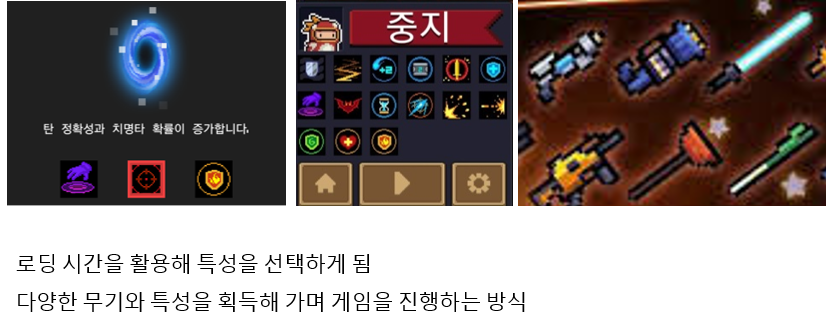 중지
탄 정확성과 치명타 확률이 증가합니다.
+2
로딩 시간을 활용해 특성을 선택하게 됨
다양한 무기와 특성을 획득해 가며 게임을 진행하는 방식